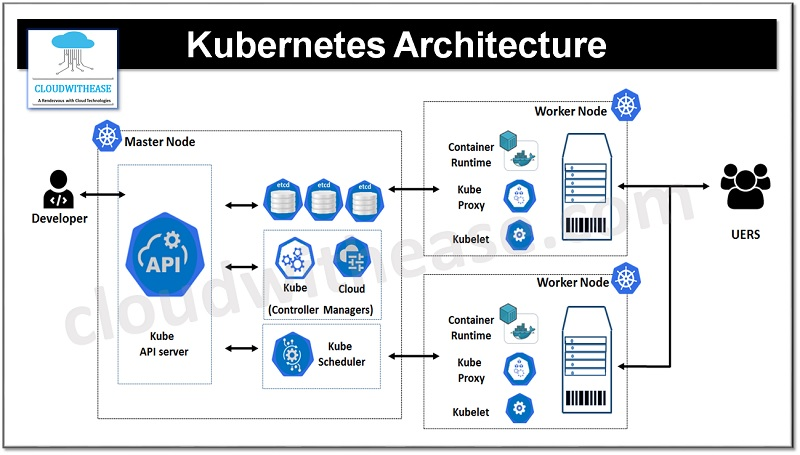 Kubernetes Architecture
CLOUDWITHEASE
A Rendezvous with Cloud Technologies
Master Node
Developer
API
Kube
API server
etcd
etcd
etcd
Kube
Cloud
(Controller Managers)
Kube
Scheduler
Worker Node
Container
Runtime
Kube
Proxy
Kubelet
Worker Node
Container
Runtime
Kube
Proxy
Kubelet
UERS
cloudwithease.com